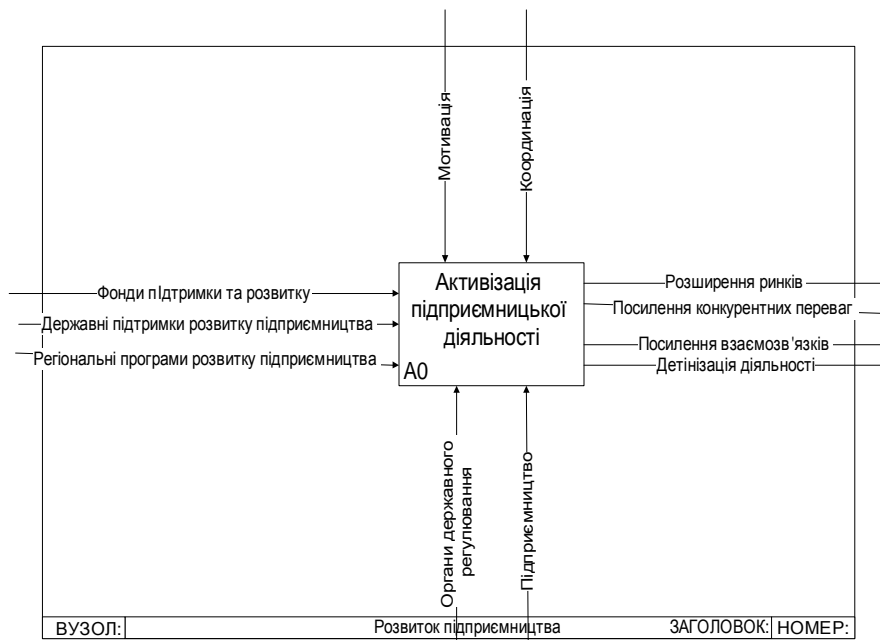 Мотивація
Координація
Фонди пІдтримки та розвитку
Державні підтримки розвитку підприємництва
Регіональні програми розвитку підприємництва
Активізація
підприємницької
діяльності
А0
Розширення ринків
Посилення конкурентних переваг
Посилення взаємозв'язків
Детінізація діяльності
Органи державного
регулювання
Підприємництво
ВУЗОЛ:
Розвиток підприємництва
ЗАГОЛОВОК:
НОМЕР: